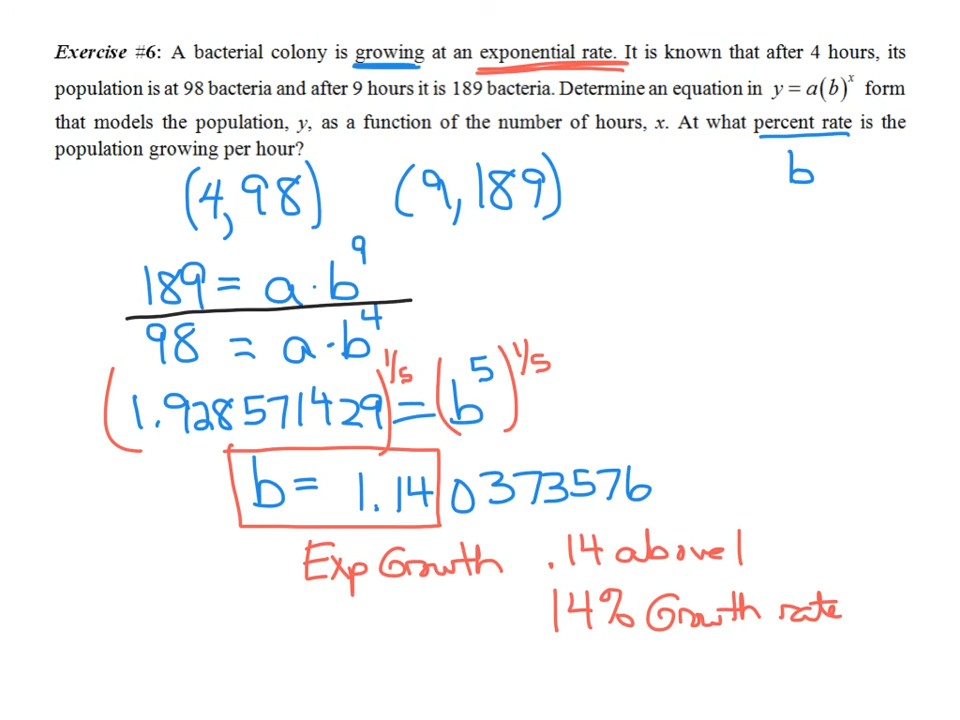 Exercise #6: A bacterial colony is growing at an exponential rate. It is known that after 4 hours, its
population is at 98 bacteria and after 9 hours it is 189 bacteria. Determine an equation in y = a(b)^x form
that models the population, y, as a function of the number of hours, x. At what percent rate is the
population growing per hour?
b
(4,98) (9,189)
189 = a · b^9
98 = a · b^4
(1.928571429)^1/5 = (b^5)^1/5
b = 1.140373576
Exp Growth .14 above 1
14% Growth rate